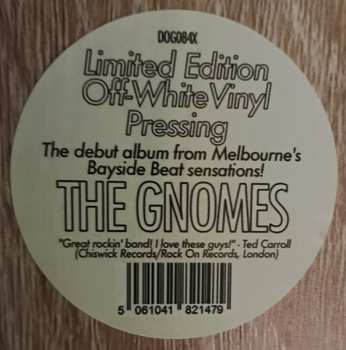 DOG084X
Limited Edition
Off-White Vinyl
Pressing
The debut album from Melbourne's
Bayside Beat sensations!
THE GNOMES
"Great rockin' band! I love these guys!" - Ted Carroll
(Chiswick Records/Rock On Records, London)
5 061041 821479